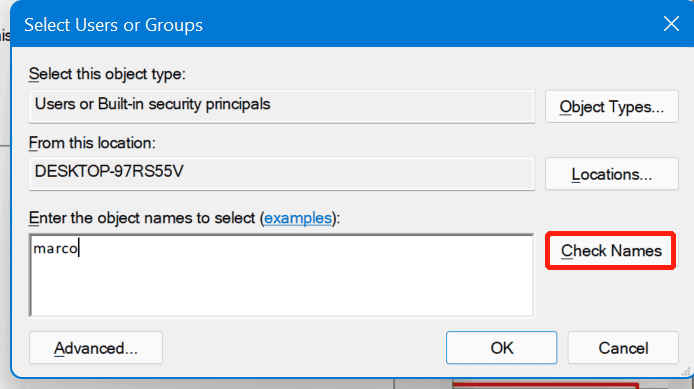 Select Users or Groups
Select this object type:
Users or Built-in security principals
Object Types...
From this location:
DESKTOP-97RS55V
Locations...
Enter the object names to select (examples):
marco
Check Names
Advanced...
OK
Cancel